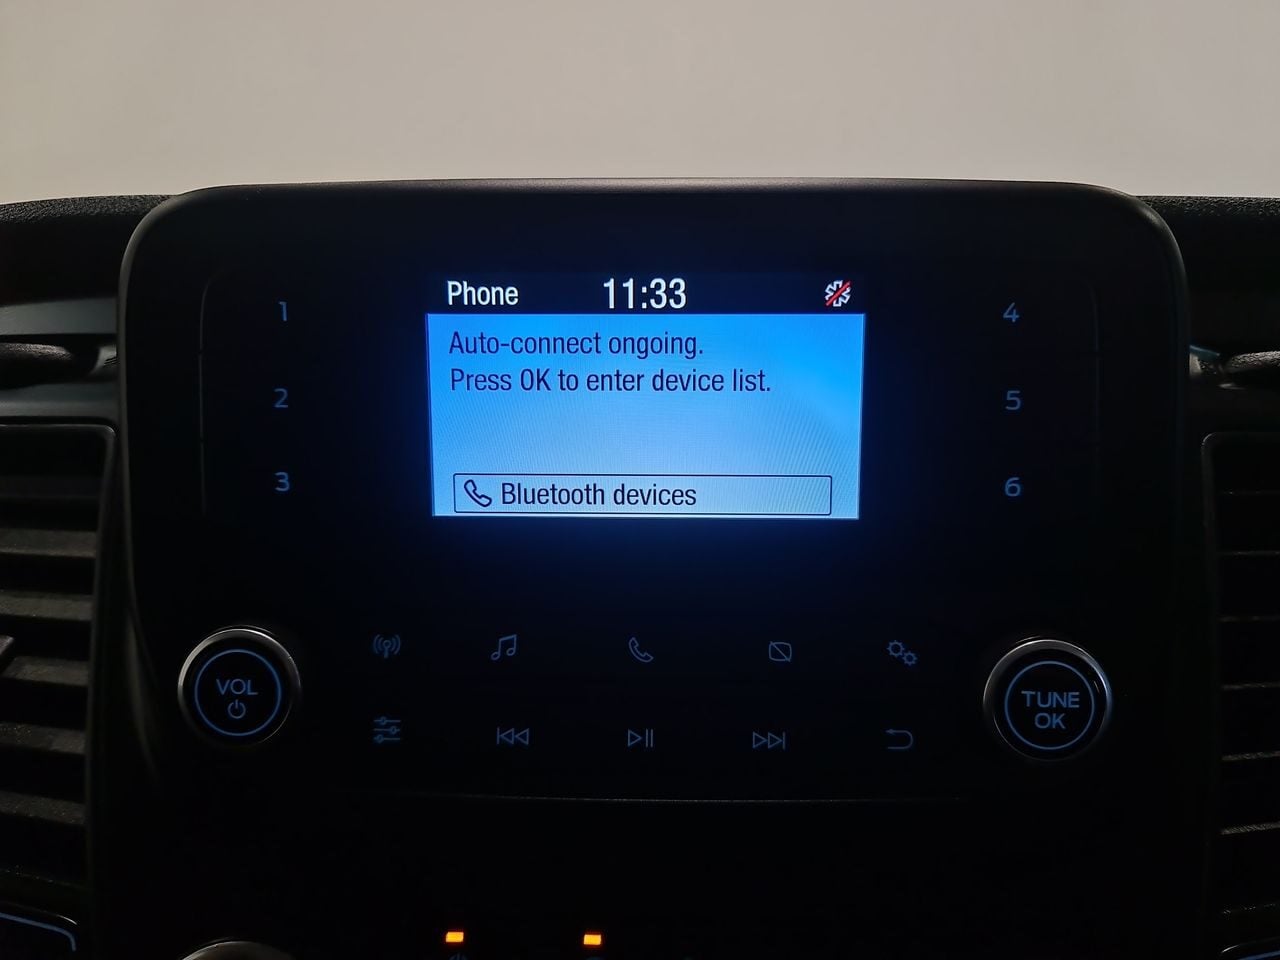 Phone 11:33
Auto-connect ongoing.
Press OK to enter device list.
Bluetooth devices
1
2
3
4
5
6
VOL
TUNE
OK